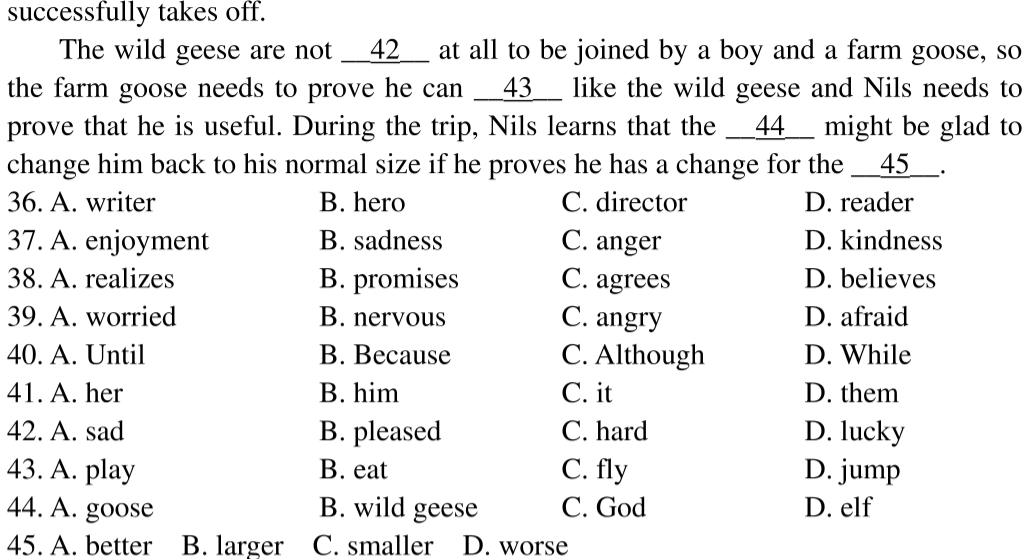 successfully takes off.
The wild geese are not __42__ at all to be joined by a boy and a farm goose, so
the farm goose needs to prove he can __43__ like the wild geese and Nils needs to
prove that he is useful. During the trip, Nils learns that the __44__ might be glad to
change him back to his normal size if he proves he has a change for the __45__.
36. A. writer B. hero C. director D. reader
37. A. enjoyment B. sadness C. anger D. kindness
38. A. realizes B. promises C. agrees D. believes
39. A. worried B. nervous C. angry D. afraid
40. A. Until B. Because C. Although D. While
41. A. her B. him C. it D. them
42. A. sad B. pleased C. hard D. lucky
43. A. play B. eat C. fly D. jump
44. A. goose B. wild geese C. God D. elf
45. A. better B. larger C. smaller D. worse